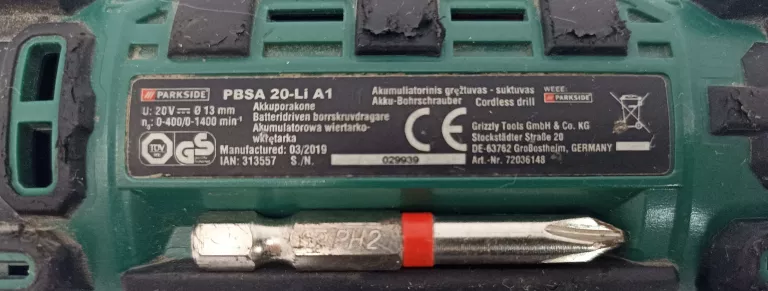 PARKSIDE PBSA 20-Li A1
U: 20V Ø 13 mm
n₀: 0-400/0-1400 min⁻¹
Akkuporakone
Batteridriven borrskruvdragare
Akumulatorowa wiertarko-
wkrętarka
Manufactured: 03/2019
IAN: 313557 S./N. 029939
TÜV GS
Akumuliatorinis gręžtuvas - suktuvas
Akku-Bohrschrauber Cordless drill
WEEE:
PARKSIDE
CE
Grizzly Tools GmbH & Co. KG
Stockstädter Straße 20
DE-63762 Großostheim, GERMANY
Art.-Nr. 72036148
PH2